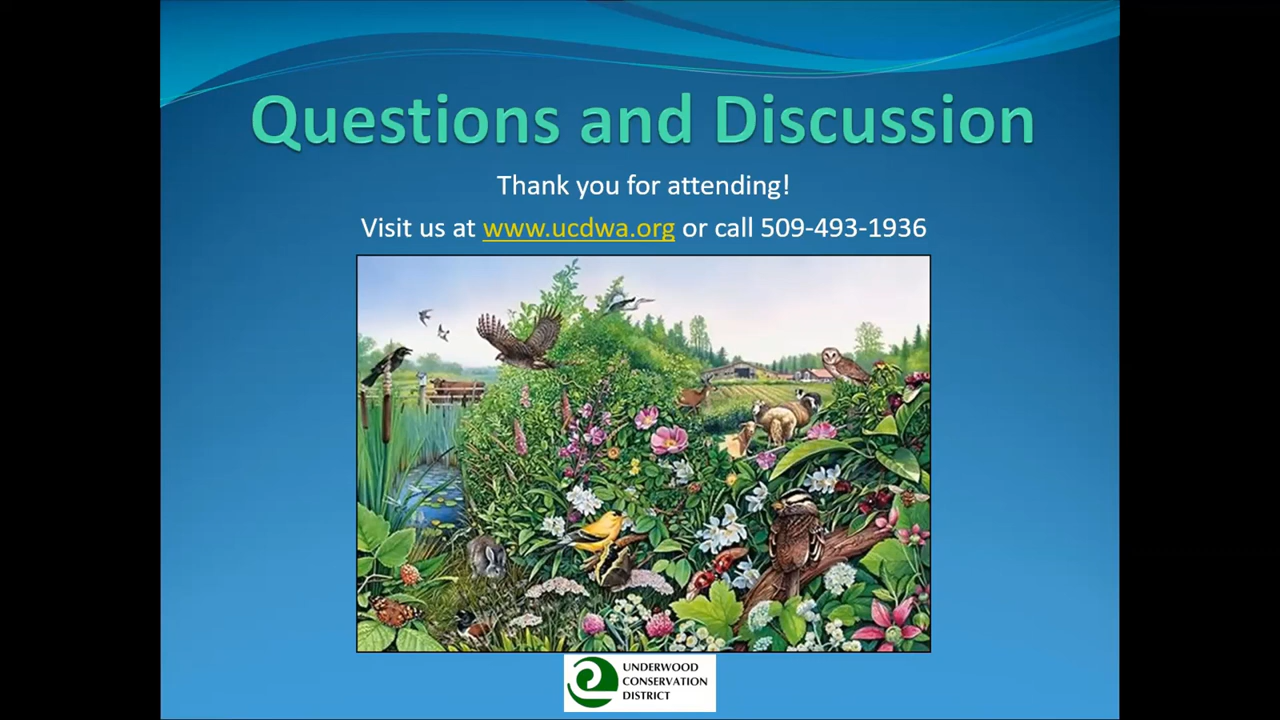 Questions and Discussion
Thank you for attending!
Visit us at www.ucdwa.org or call 509-493-1936
UNDERWOOD
CONSERVATION
DISTRICT